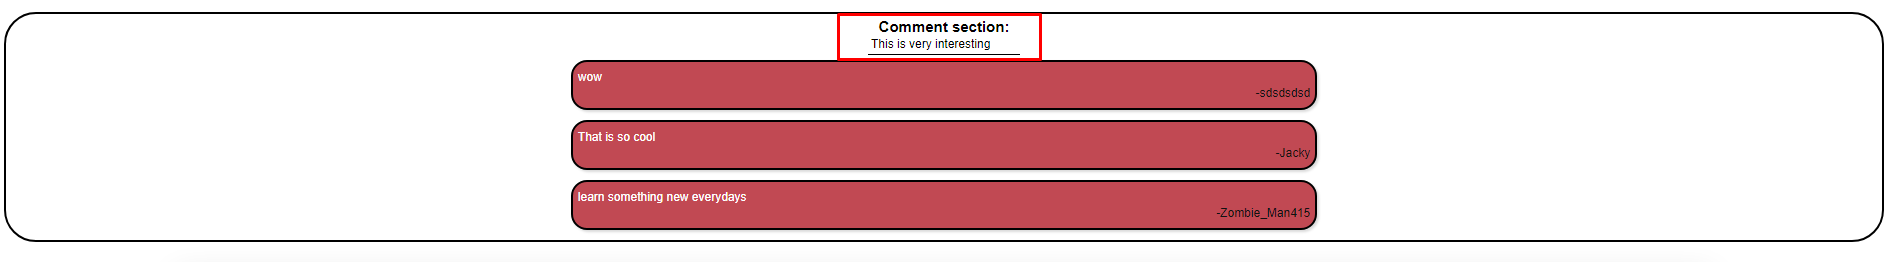 Comment section:
This is very interesting
wow
-sdsdsdsd
That is so cool
-Jacky
learn something new everydays
-Zombie_Man415